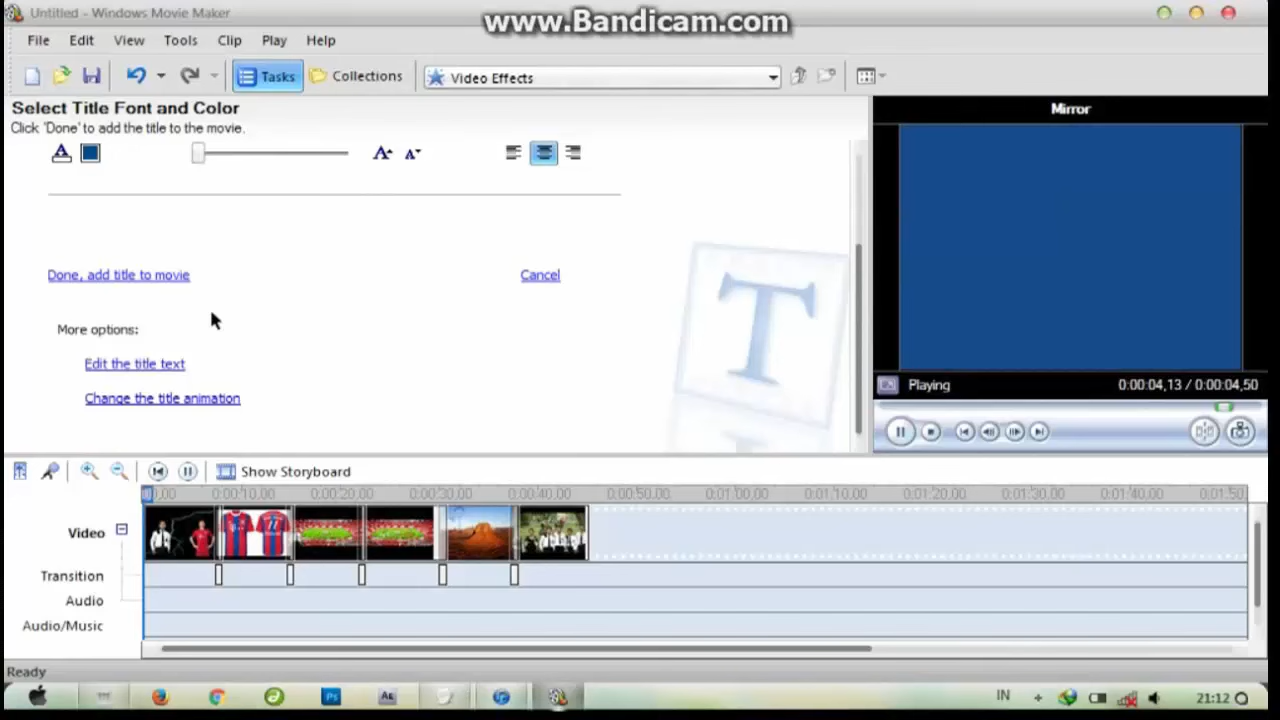 Untitled - Windows Movie Maker
www.Bandicam.com
File Edit View Tools Clip Play Help
Tasks Collections Video Effects
Select Title Font and Color
Click 'Done' to add the title to the movie.
Mirror
A A A
Done, add title to movie
Cancel
T
More options:
Edit the title text
Change the title animation
Playing
0:00:04,13 / 0:00:04,50
Show Storyboard
0:00:10,00 0:00:20,00 0:00:30,00 0:00:40,00 0:00:50,00 0:01:00,00 0:01:10,00 0:01:20,00 0:01:30,00 0:01:40,00 0:01:50
Video
Transition
Audio
Audio/Music
Ready
Ps
Ae
IN
21:12